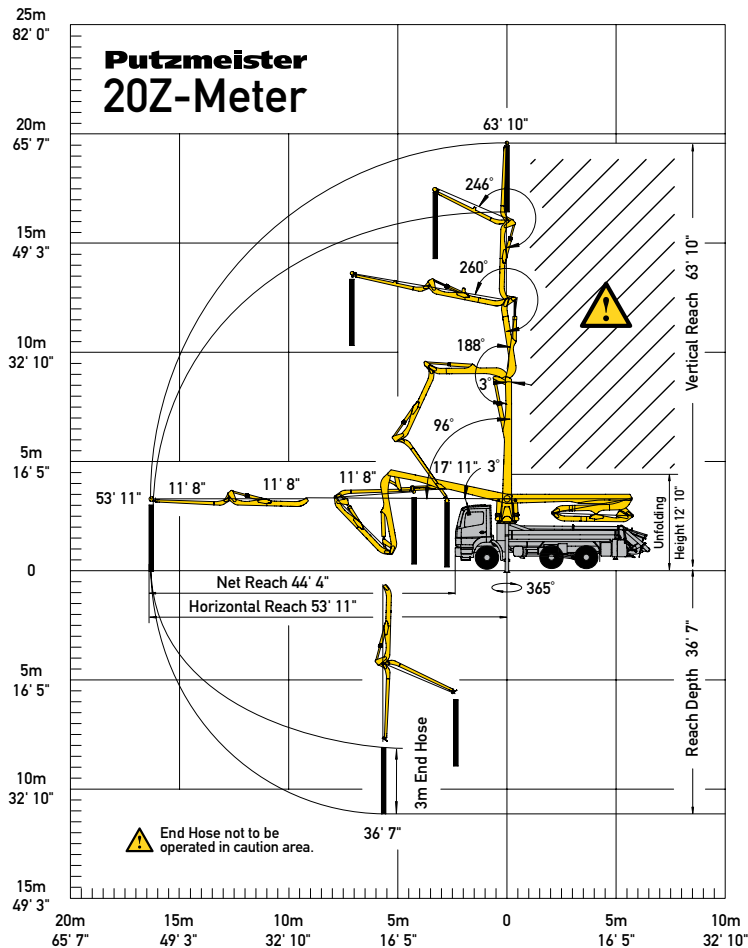 25m
82' 0"
Putzmeister
20Z-Meter
20m
65' 7"
63' 10"
246°
15m
49' 3"
260°
Vertical Reach 63' 10"
10m
32' 10"
188°
3°
96°
5m
16' 5"
17' 11"
3°
53' 11"
11' 8"
11' 8"
11' 8"
Unfolding
Height 12' 10"
0
Net Reach 44' 4"
365°
Horizontal Reach 53' 11"
5m
16' 5"
Reach Depth 36' 7"
3m End Hose
10m
32' 10"
! End Hose not to be
operated in caution area.
36' 7"
!
15m
49' 3"
20m
65' 7"
15m
49' 3"
10m
32' 10"
5m
16' 5"
0
5m
16' 5"
10m
32' 10"